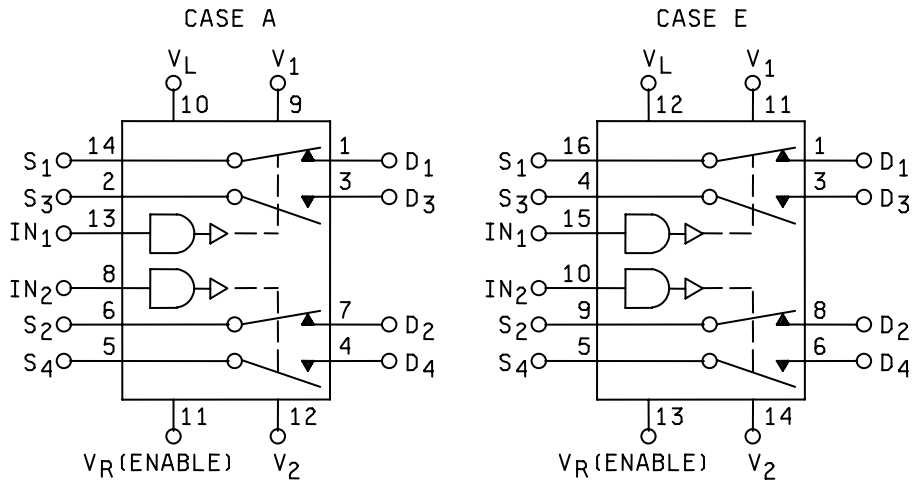 CASE A CASE E
VL V1 VL V1
10 9 12 11
S1 14 1 D1 S1 16 1 D1
S3 2 3 D3 S3 4 3 D3
IN1 13 IN1 15
IN2 8 IN2 10
S2 6 7 D2 S2 9 8 D2
S4 5 4 D4 S4 5 6 D4
11 12 13 14
VR(ENABLE) V2 VR(ENABLE) V2